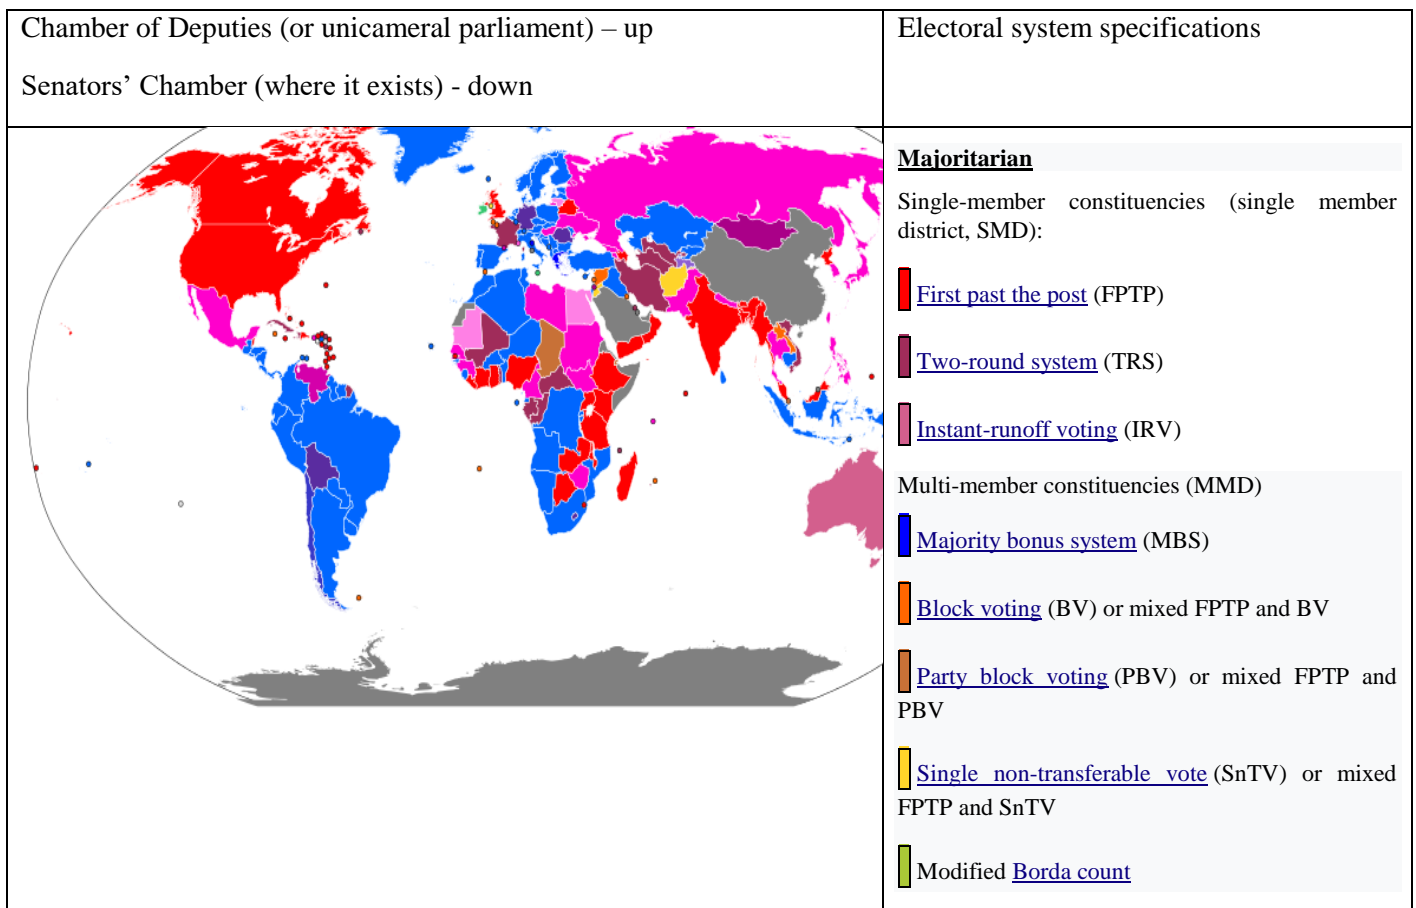 Chamber of Deputies (or unicameral parliament) – up
Senators’ Chamber (where it exists) - down
Electoral system specifications
Majoritarian
Single-member constituencies (single member
district, SMD):
First past the post (FPTP)
Two-round system (TRS)
Instant-runoff voting (IRV)
Multi-member constituencies (MMD)
Majority bonus system (MBS)
Block voting (BV) or mixed FPTP and BV
Party block voting (PBV) or mixed FPTP and
PBV
Single non-transferable vote (SnTV) or mixed
FPTP and SnTV
Modified Borda count